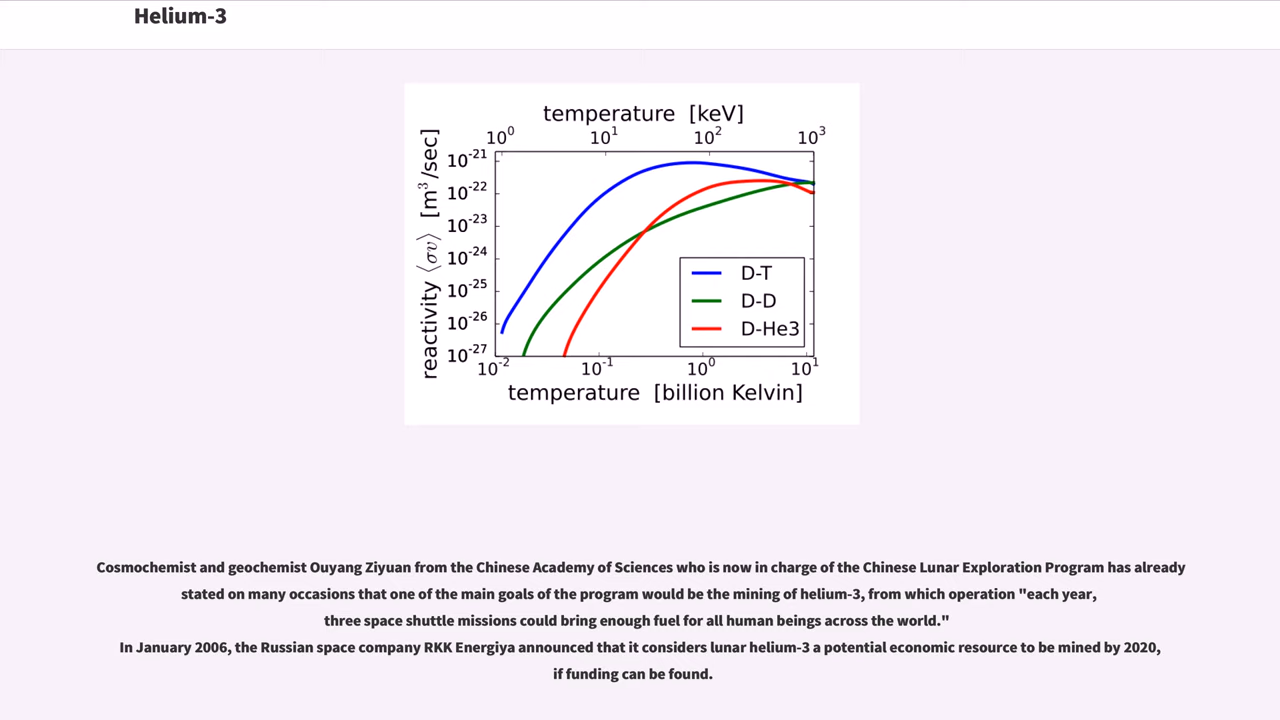 Helium-3
temperature [keV]
10^0 10^1 10^2 10^3
reactivity ⟨σv⟩ [m^3/sec]
10^-21
10^-22
10^-23
10^-24
10^-25
10^-26
10^-27
D-T
D-D
D-He3
10^-2 10^-1 10^0 10^1
temperature [billion Kelvin]
Cosmochemist and geochemist Ouyang Ziyuan from the Chinese Academy of Sciences who is now in charge of the Chinese Lunar Exploration Program has already
stated on many occasions that one of the main goals of the program would be the mining of helium-3, from which operation "each year,
three space shuttle missions could bring enough fuel for all human beings across the world."
In January 2006, the Russian space company RKK Energiya announced that it considers lunar helium-3 a potential economic resource to be mined by 2020,
if funding can be found.